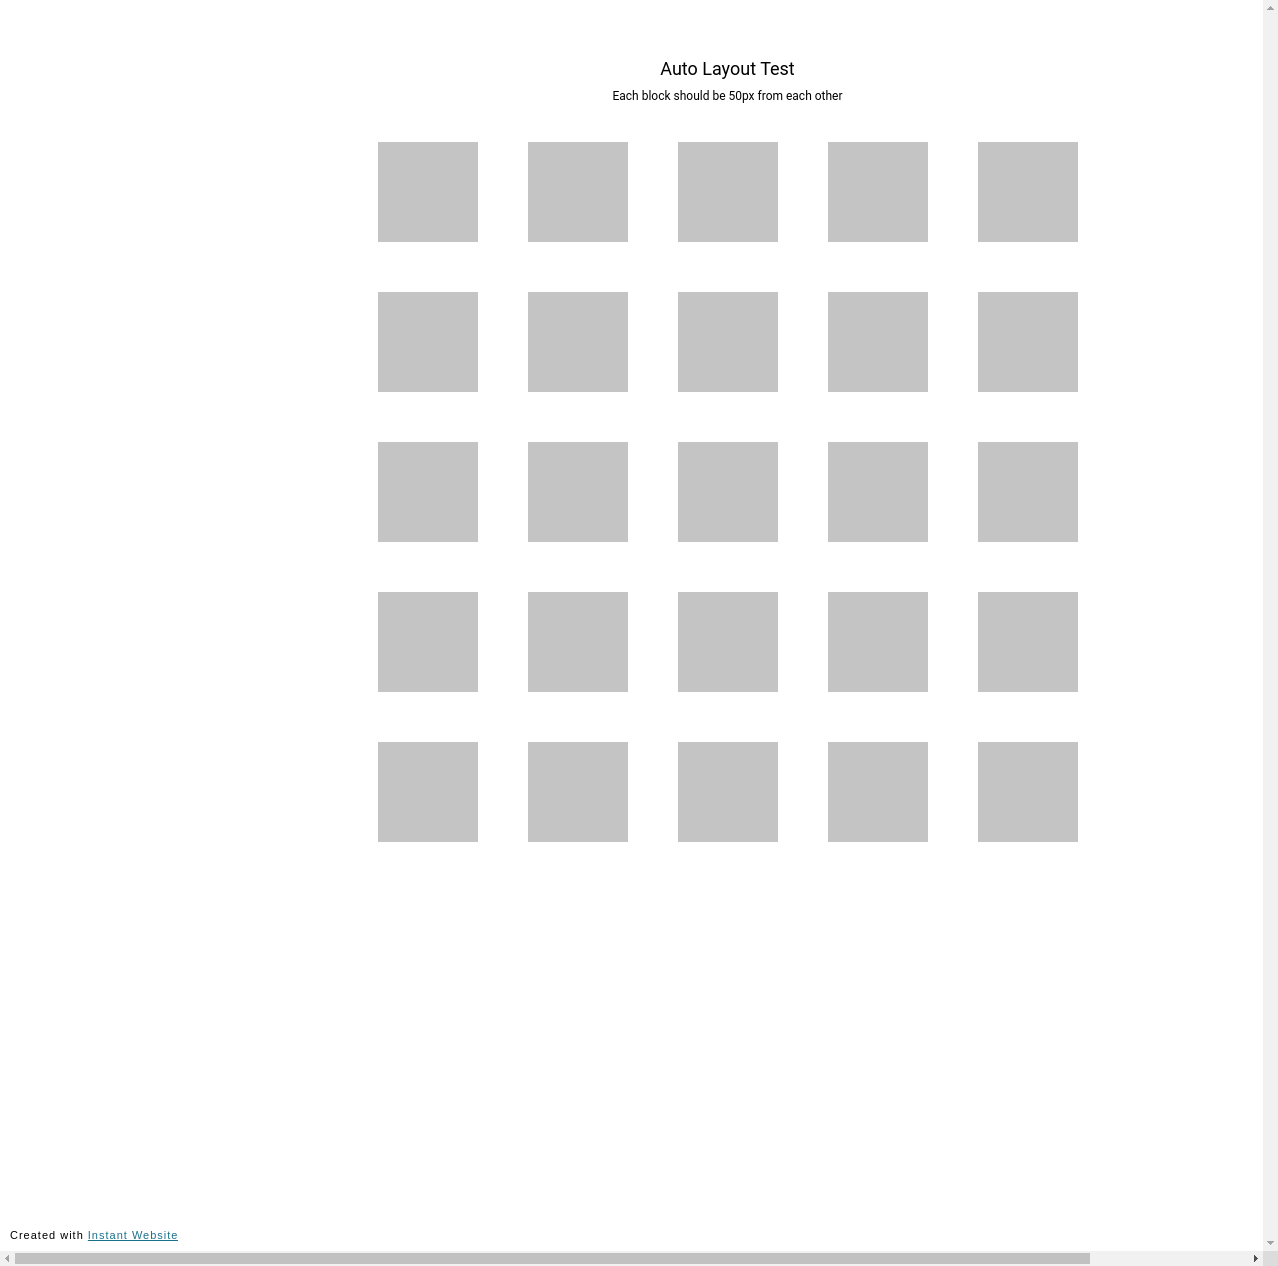 Auto Layout Test
Each block should be 50px from each other
Created with Instant Website